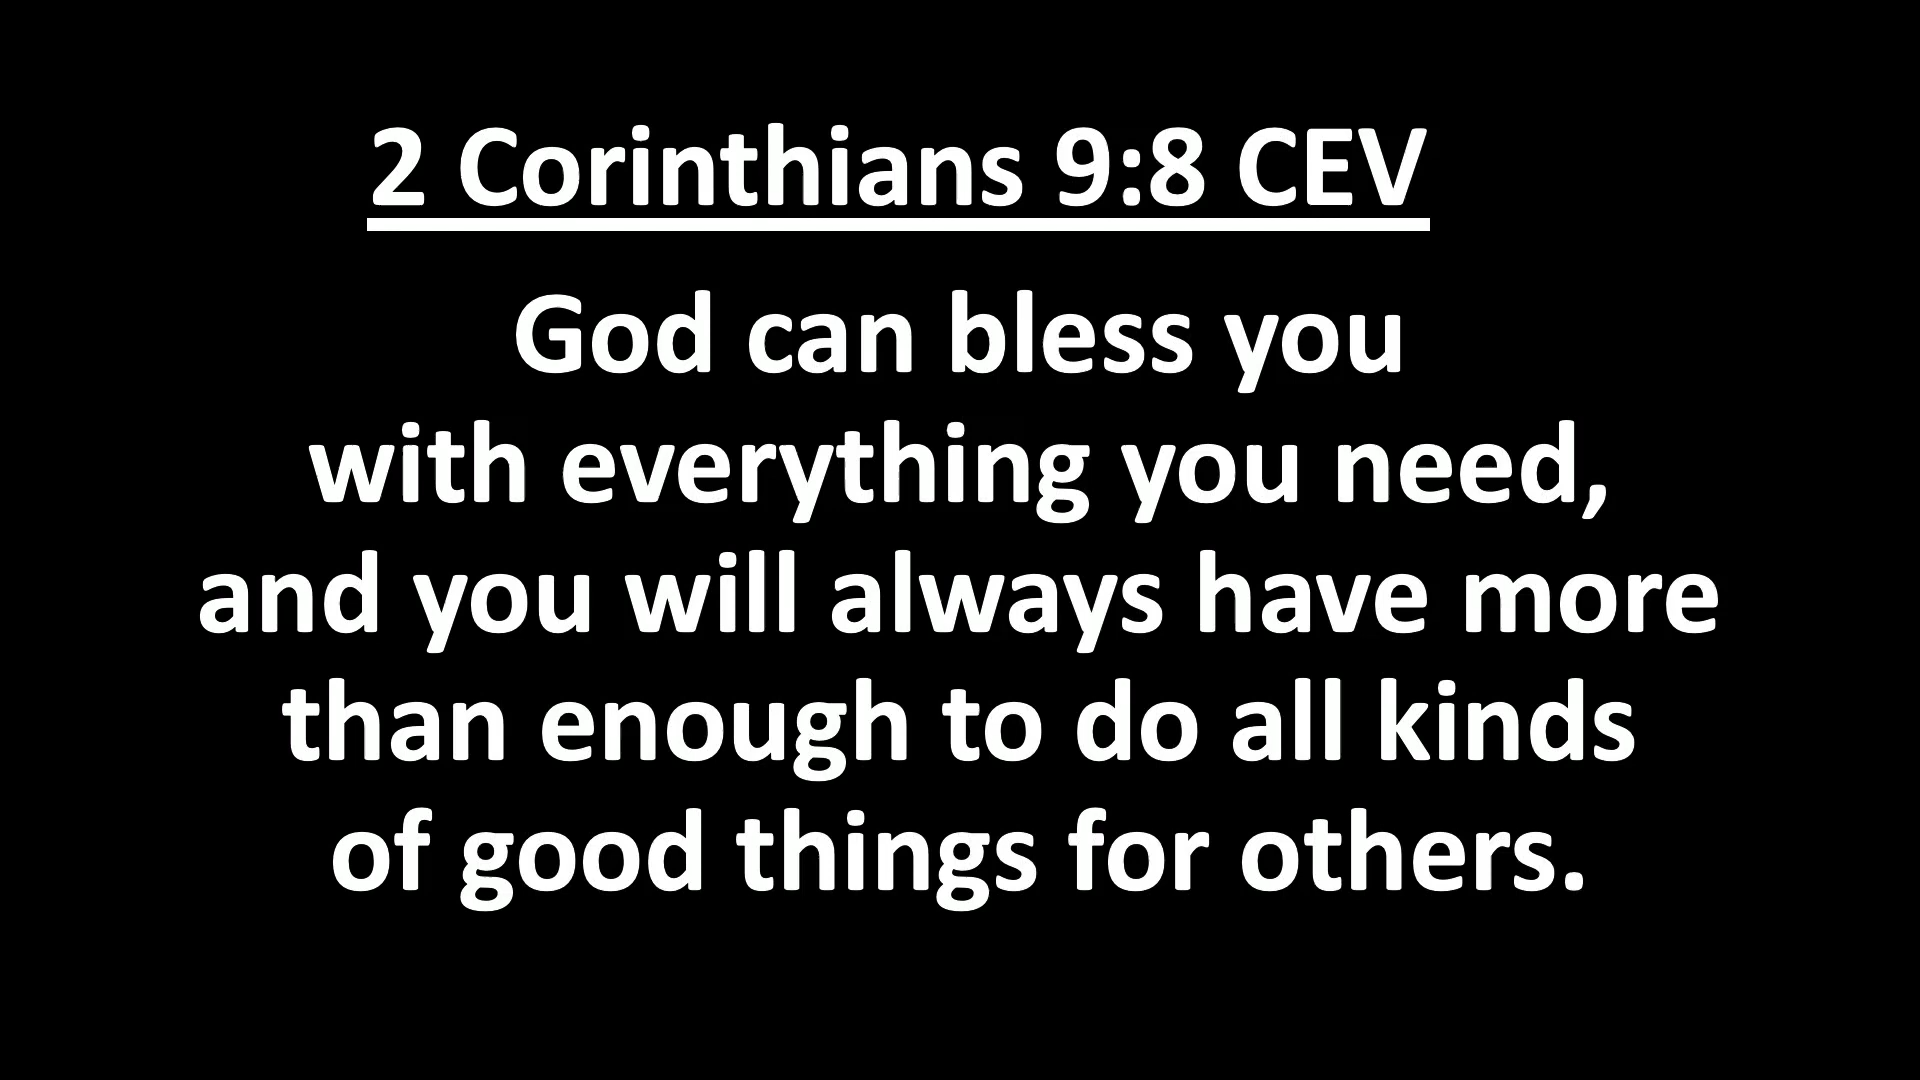 2 Corinthians 9:8 CEV
God can bless you
with everything you need,
and you will always have more
than enough to do all kinds
of good things for others.